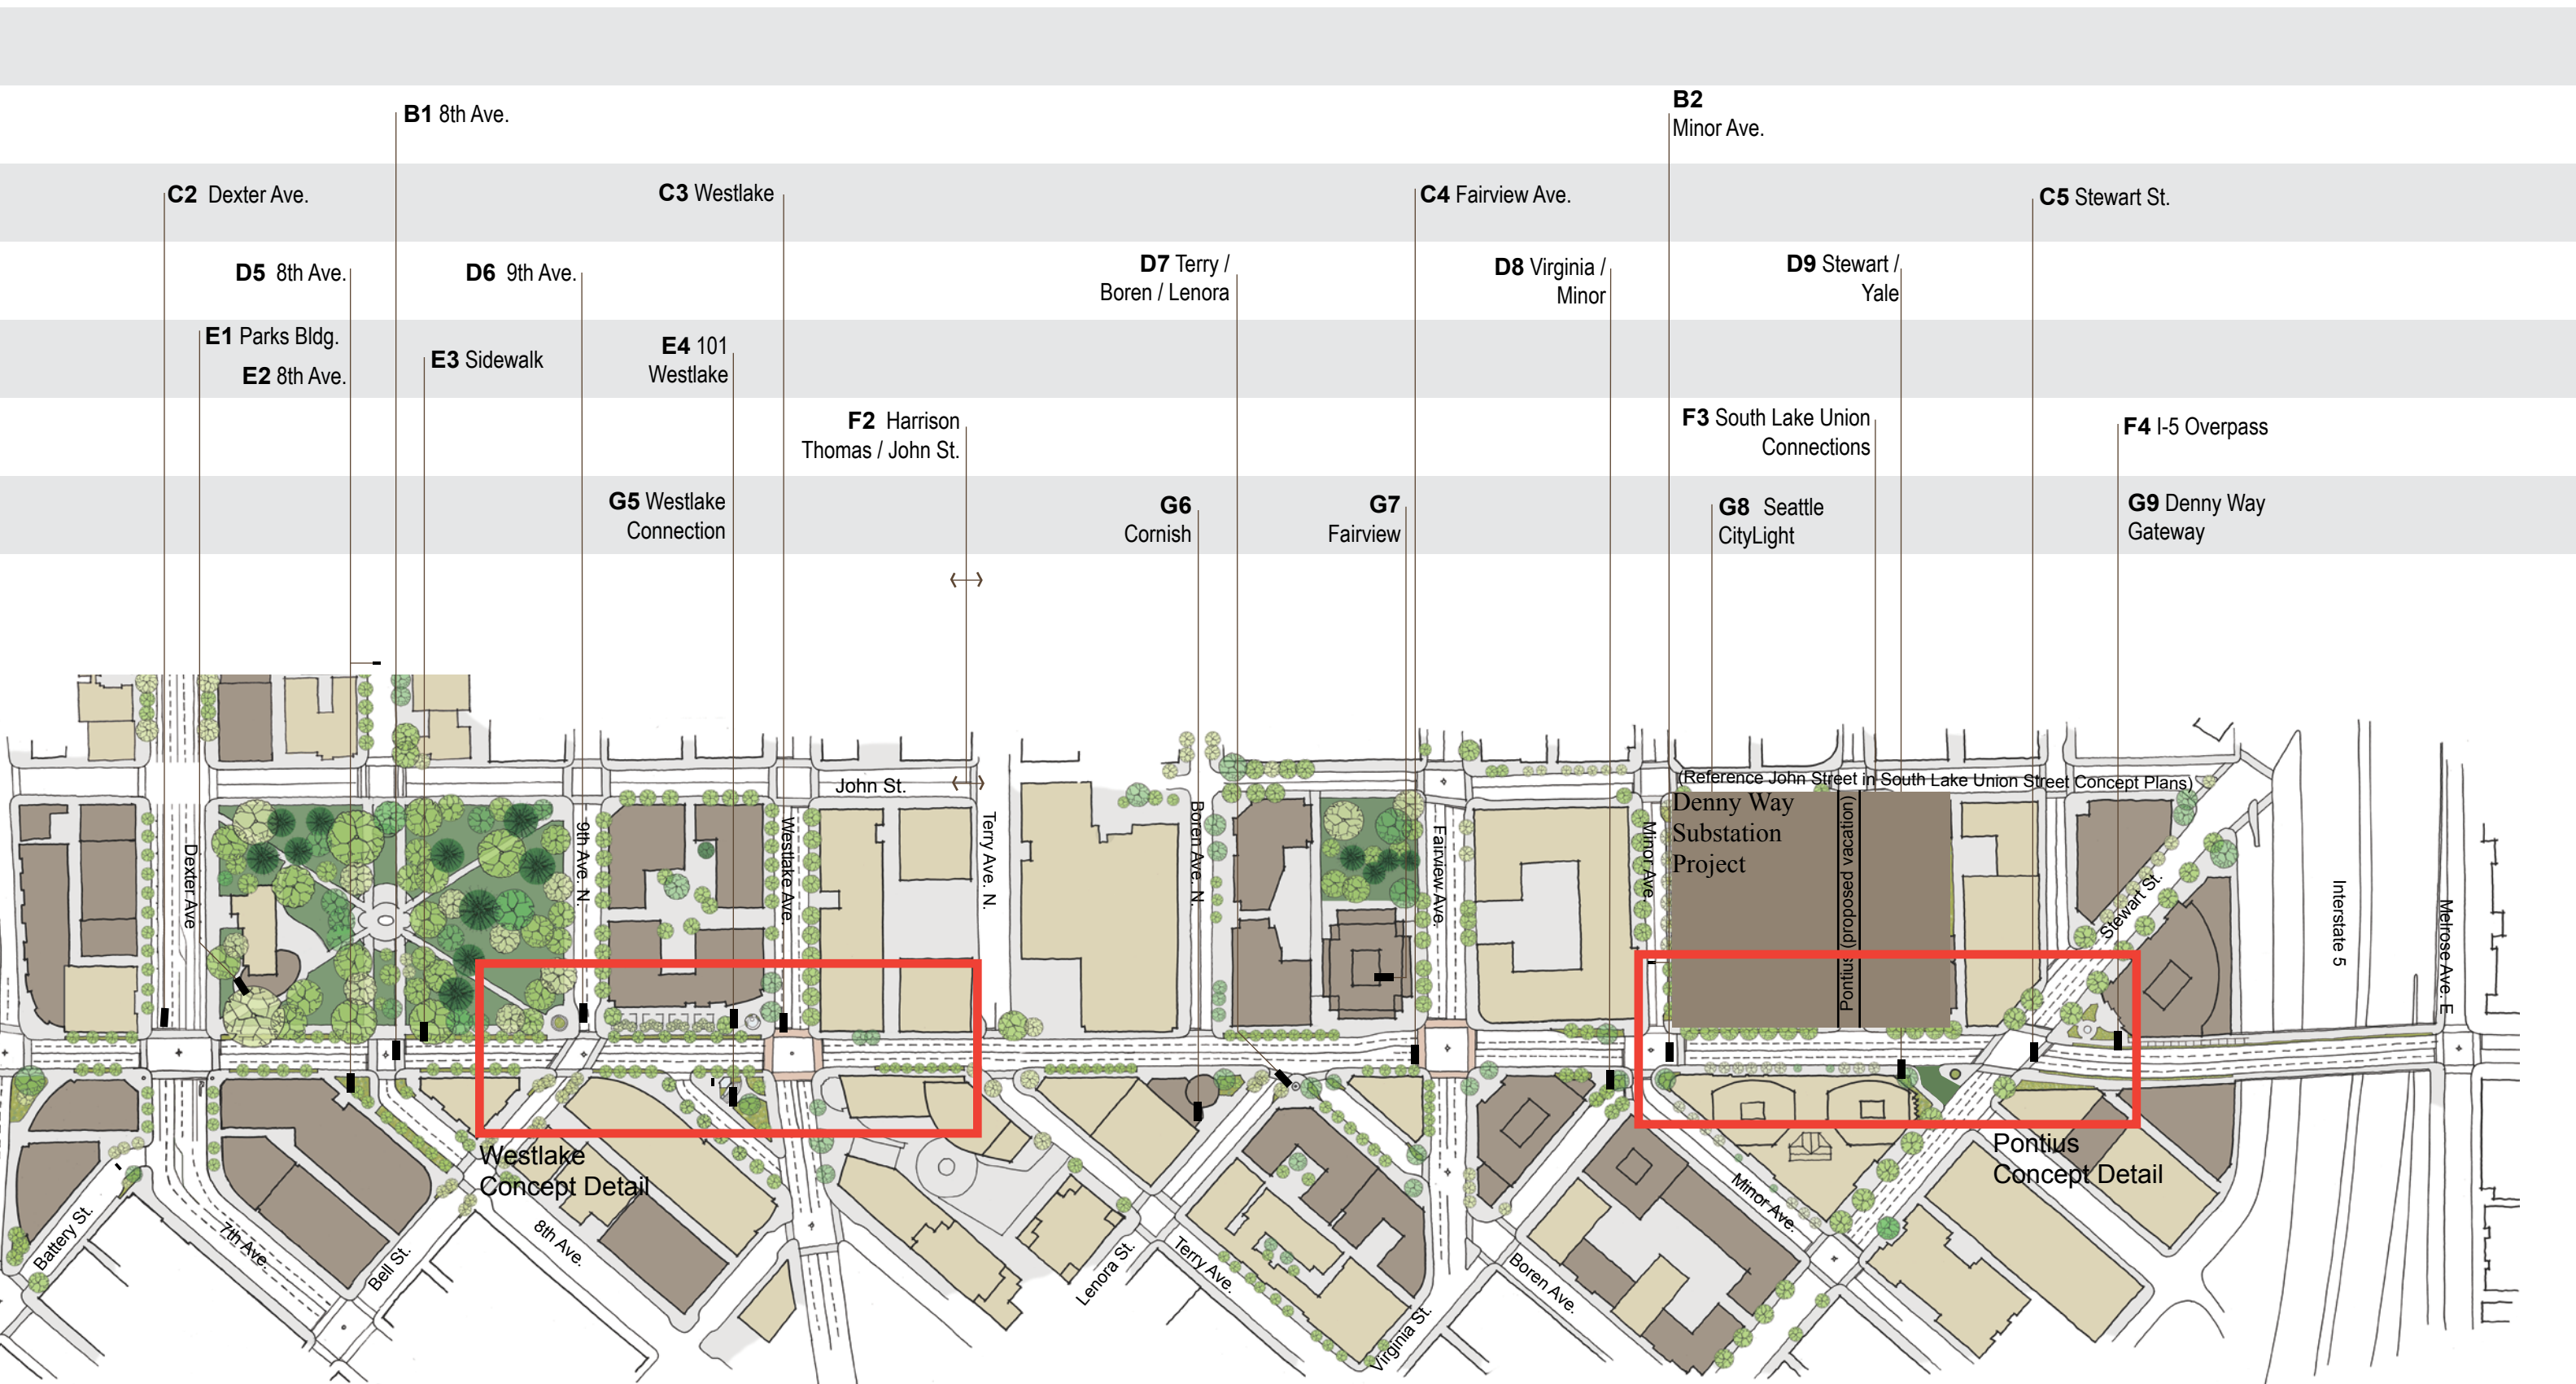 B1 8th Ave.
B2
Minor Ave.
C2 Dexter Ave.
C3 Westlake
C4 Fairview Ave.
C5 Stewart St.
D5 8th Ave.
D6 9th Ave.
D7 Terry /
Boren / Lenora
D8 Virginia /
Minor
D9 Stewart /
Yale
E1 Parks Bldg.
E2 8th Ave.
E3 Sidewalk
E4 101
Westlake
F2 Harrison
Thomas / John St.
F3 South Lake Union
Connections
F4 I-5 Overpass
G5 Westlake
Connection
G6
Cornish
G7
Fairview
G8 Seattle
CityLight
G9 Denny Way
Gateway
John St.
(Reference John Street in South Lake Union Street Concept Plans)
Denny Way
Substation
Project
Pontius (proposed vacation)
Dexter Ave
9th Ave. N.
Westlake Ave.
Terry Ave. N.
Boren Ave. N.
Fairview Ave.
Minor Ave.
Stewart St.
Interstate 5
Melrose Ave. E
Westlake
Concept Detail
Pontius
Concept Detail
Battery St.
7th Ave.
Bell St.
8th Ave.
Lenora St.
Terry Ave.
Virginia St.
Boren Ave.
Minor Ave.